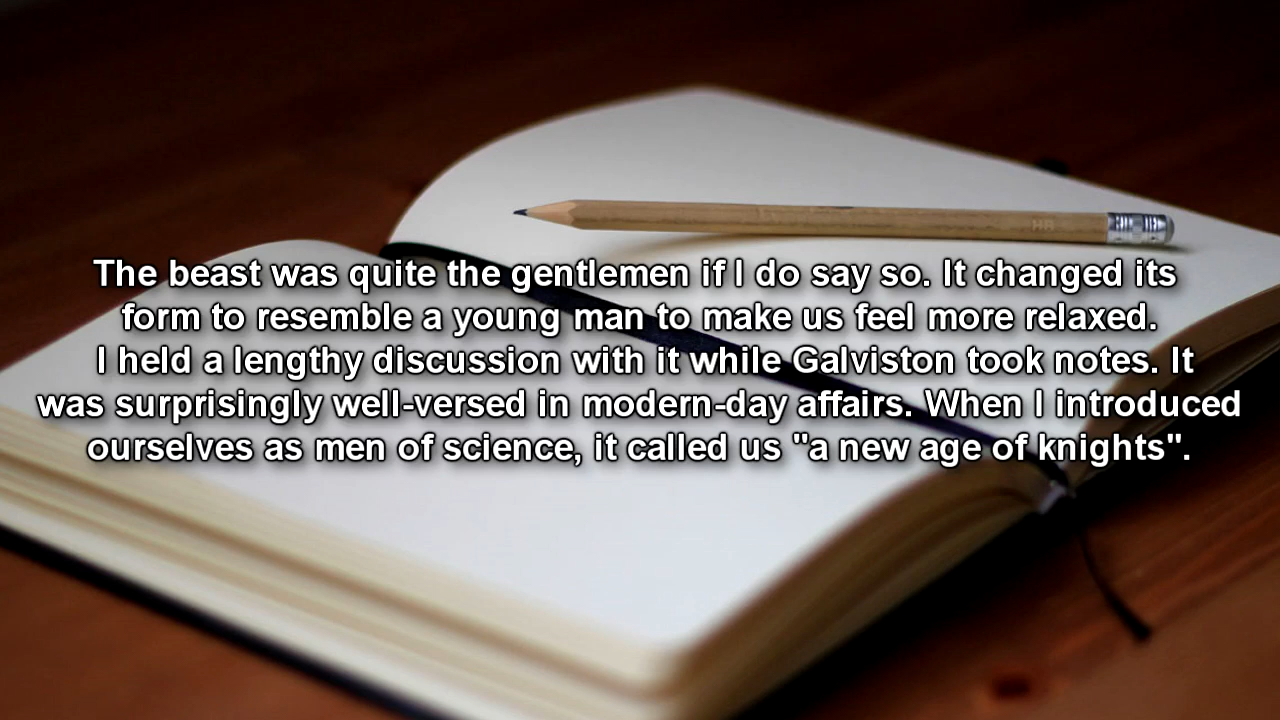 The beast was quite the gentlemen if I do say so. It changed its
form to resemble a young man to make us feel more relaxed.
I held a lengthy discussion with it while Galviston took notes. It
was surprisingly well-versed in modern-day affairs. When I introduced
ourselves as men of science, it called us "a new age of knights".
HB